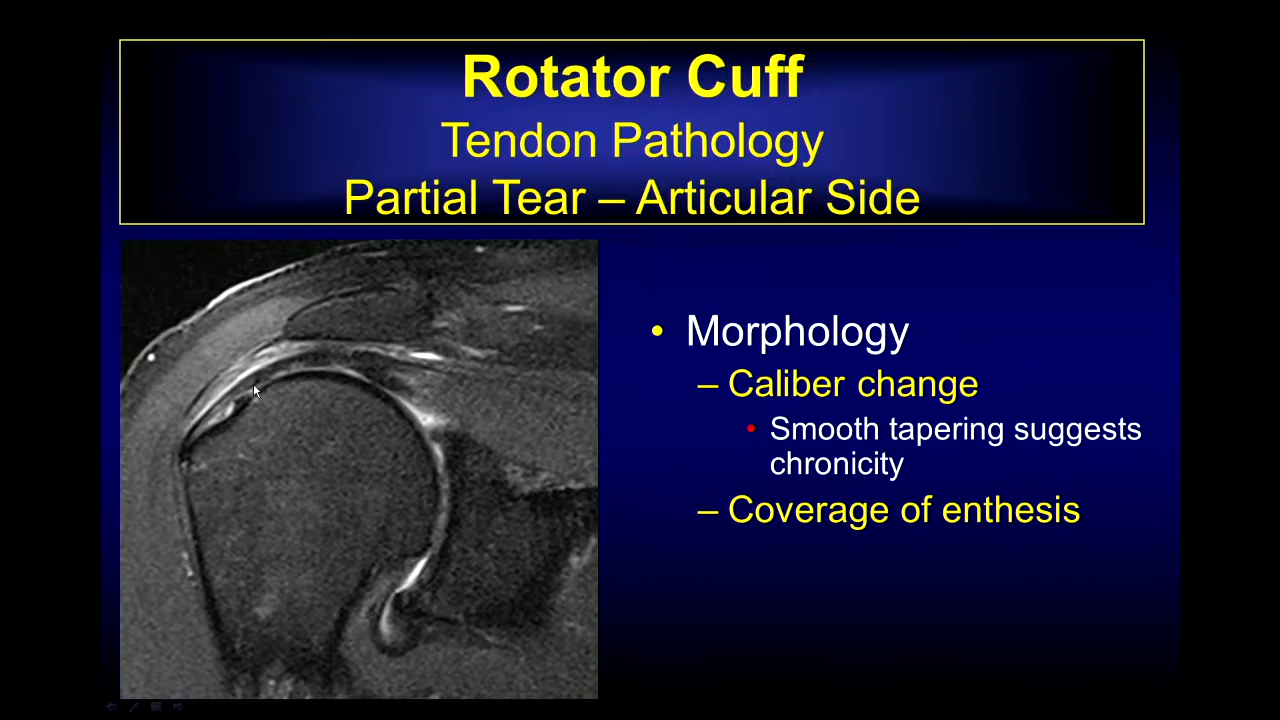 Rotator Cuff
Tendon Pathology
Partial Tear – Articular Side
• Morphology
– Caliber change
• Smooth tapering suggests
chronicity
– Coverage of enthesis